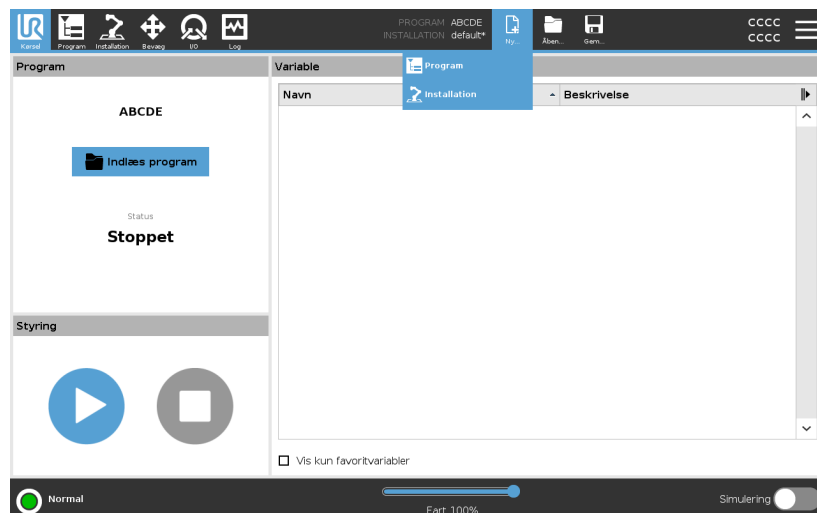 UR
PROGRAM ABCDE
INSTALLATION default*
cccc
cccc
Kørsel Program Installation Bevæg I/O Log
Ny... Åben... Gem...
Program
Variable
Program
Installation
Navn
Beskrivelse
ABCDE
Indlæs program
Status
Stoppet
Styring
Vis kun favoritvariabler
Normal
Fart 100%
Simulering